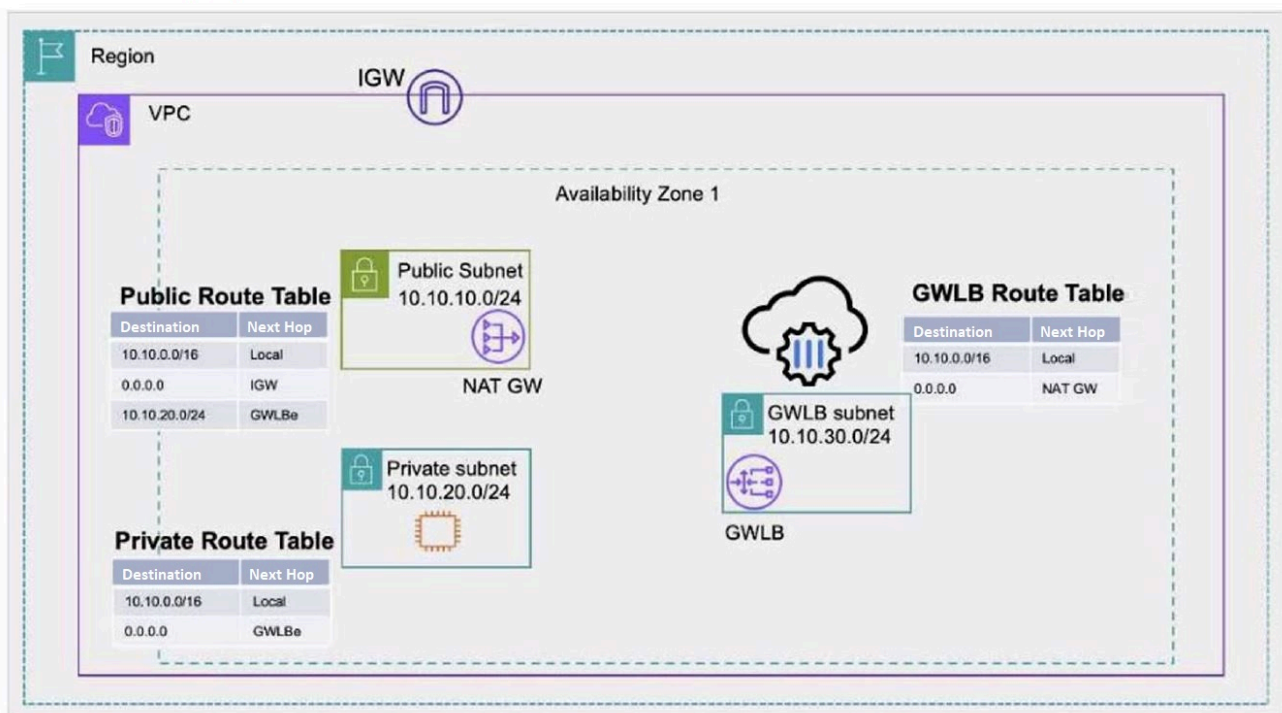 Region
IGW
VPC
Availability Zone 1
Public Subnet
10.10.10.0/24
NAT GW
Public Route Table
Destination Next Hop
10.10.0.0/16 Local
0.0.0.0 IGW
10.10.20.0/24 GWLBe
GWLB Route Table
Destination Next Hop
10.10.0.0/16 Local
0.0.0.0 NAT GW
GWLB subnet
10.10.30.0/24
GWLB
Private subnet
10.10.20.0/24
Private Route Table
Destination Next Hop
10.10.0.0/16 Local
0.0.0.0 GWLBe